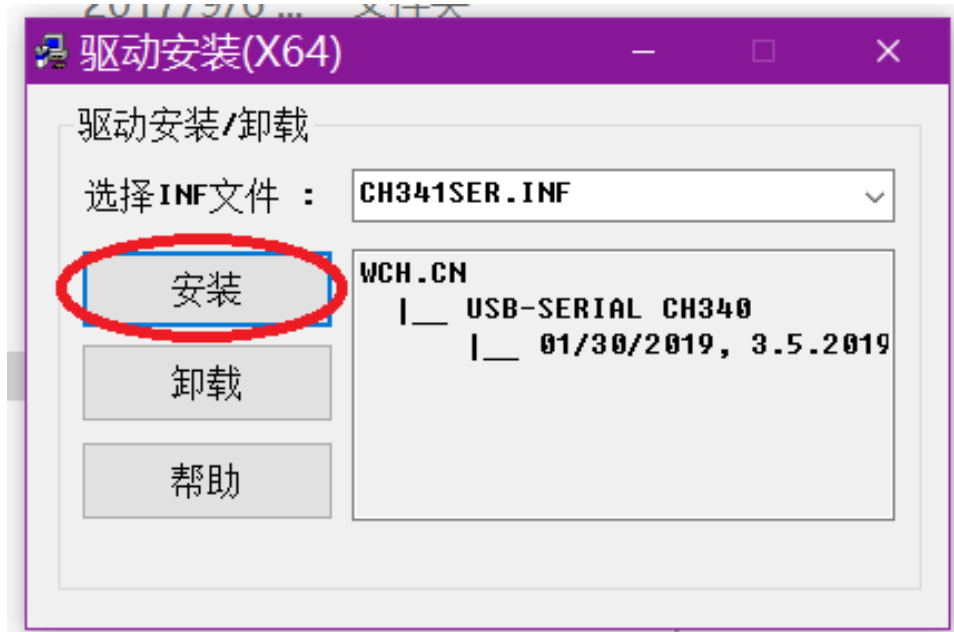 驱动安装(X64)
驱动安装/卸载
选择INF文件 :
CH341SER.INF
安装
WCH.CN
|__ USB-SERIAL CH340
|__ 01/30/2019, 3.5.2019
卸载
帮助